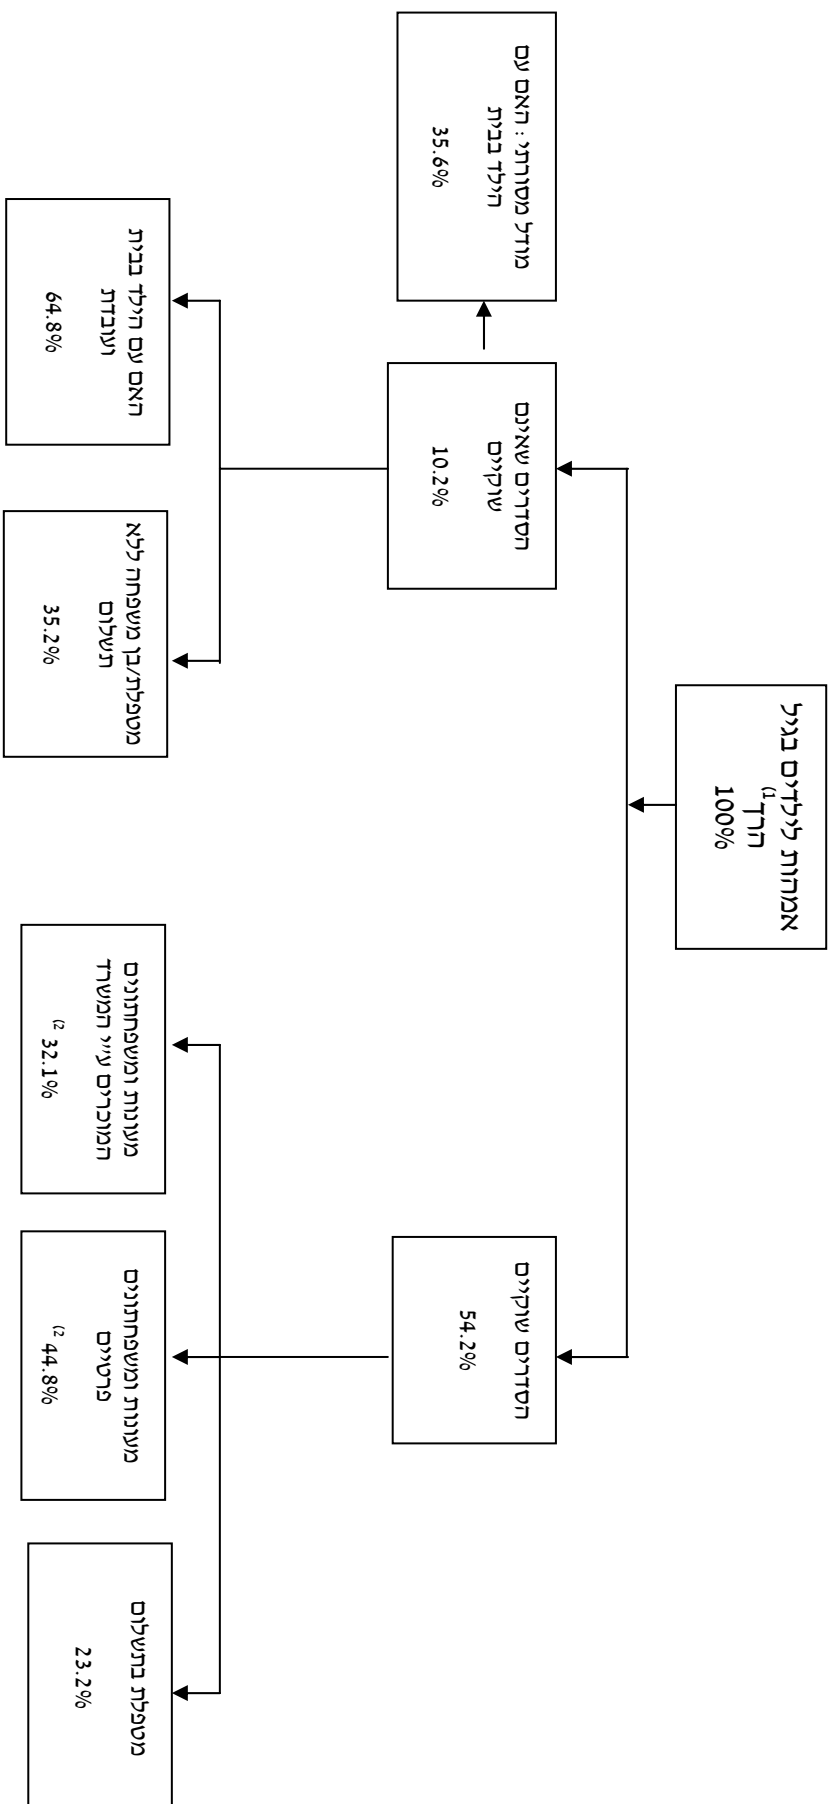 אמהות לילדים בגיל
הרך (1
100%
הסדרים שוקיים
54.2%
הסדרים שאינם
שוקיים
10.2%
מודל מסורתי: האם עם
הילד בבית
35.6%
מטפלת בתשלום
23.2%
מעונות ומשפחתונים
פרטיים
44.8% (2
מעונות ומשפחתונים
המוכרים ע״י המשרד
32.1% (2
מטפלת/בן משפחה ללא
תשלום
35.2%
האם עם הילד בבית
ועובדת
64.8%